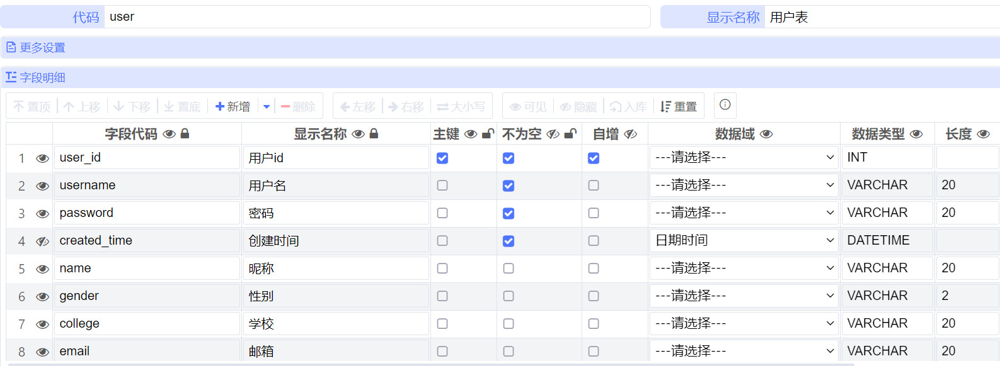 代码 user 显示名称 用户表
更多设置
字段明细
置顶 上移 下移 置底 新增 删除 左移 右移 大小写 可见 隐藏 入库 重置
字段代码 显示名称 主键 不为空 自增 数据域 数据类型 长度
1 user_id 用户id ---请选择--- INT
2 username 用户名 ---请选择--- VARCHAR 20
3 password 密码 ---请选择--- VARCHAR 20
4 created_time 创建时间 日期时间 DATETIME
5 name 昵称 ---请选择--- VARCHAR 20
6 gender 性别 ---请选择--- VARCHAR 2
7 college 学校 ---请选择--- VARCHAR 20
8 email 邮箱 ---请选择--- VARCHAR 20